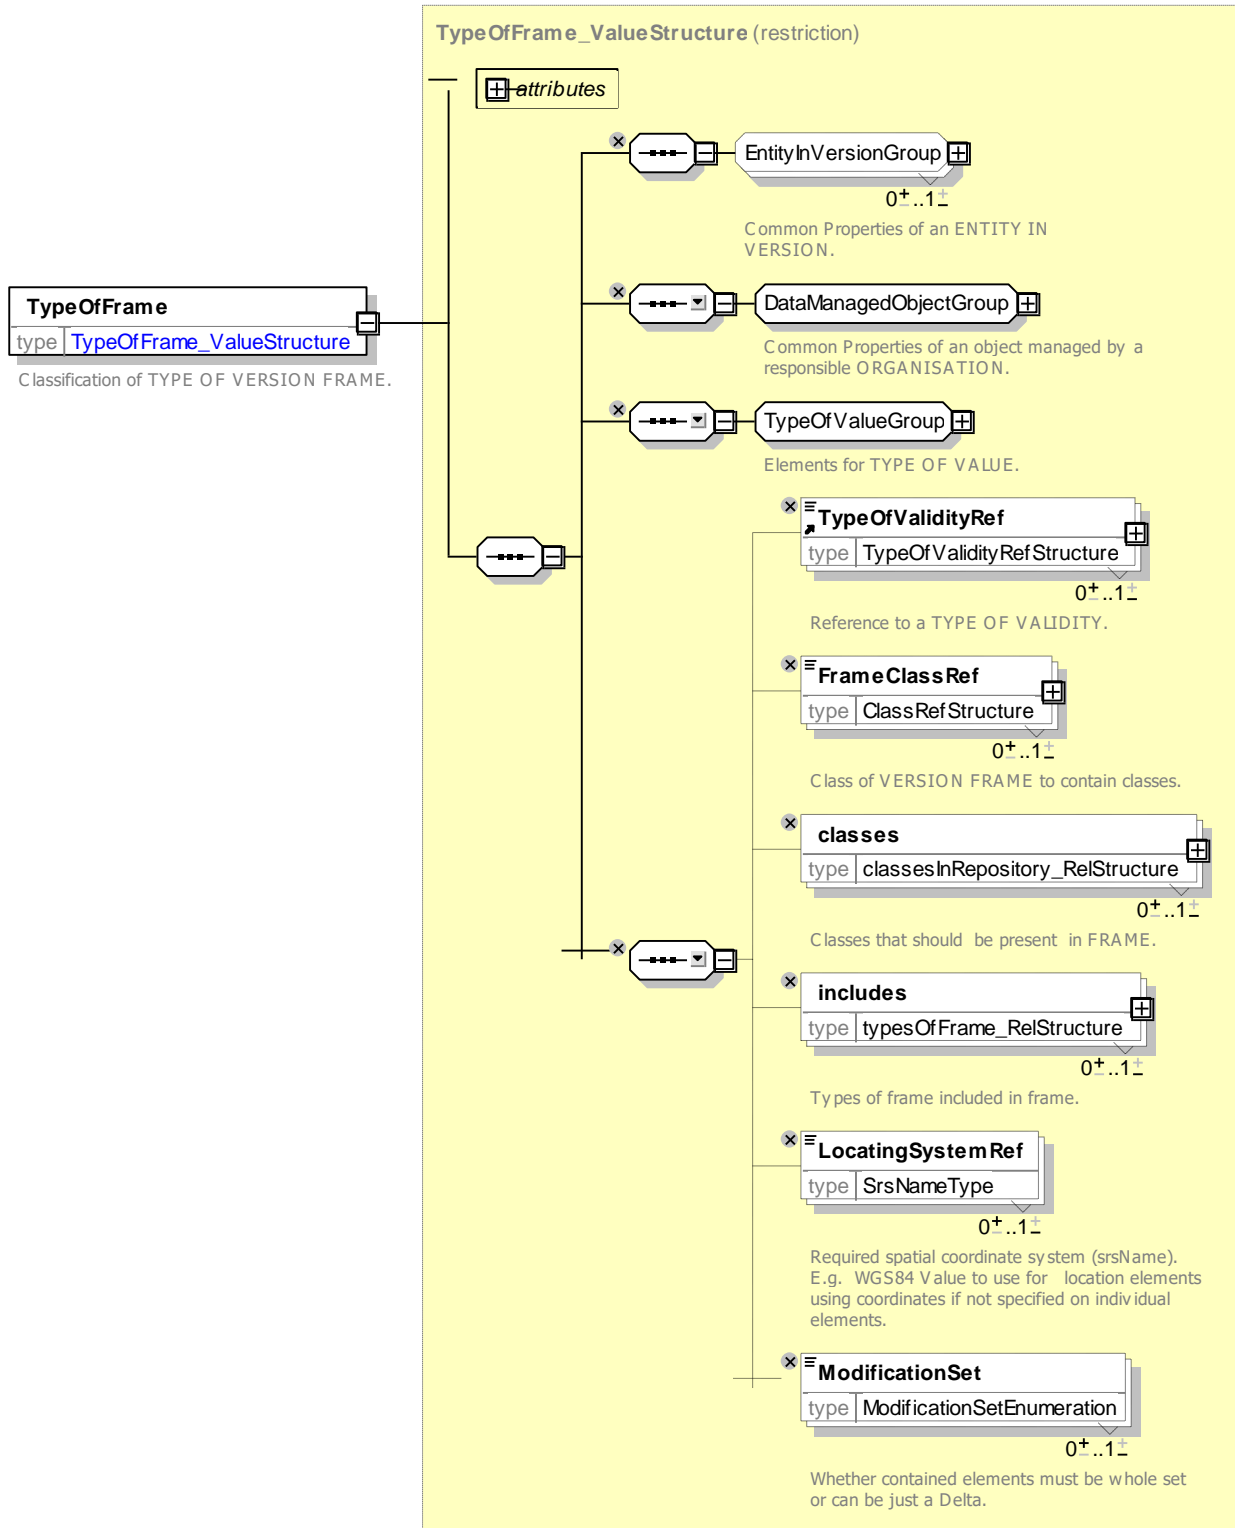 TypeOfFrame_ValueStructure (restriction)
attributes
EntityInVersionGroup
0..1
Common Properties of an ENTITY IN
VERSION.
TypeOfFrame
type TypeOfFrame_ValueStructure
Classification of TYPE OF VERSION FRAME.
DataManagedObjectGroup
Common Properties of an object managed by a
responsible ORGANISATION.
TypeOfValueGroup
Elements for TYPE OF VALUE.
TypeOfValidityRef
type TypeOfValidityRefStructure
0..1
Reference to a TYPE OF VALIDITY.
FrameClassRef
type ClassRefStructure
0..1
Class of VERSION FRAME to contain classes.
classes
type classesInRepository_RelStructure
0..1
Classes that should be present in FRAME.
includes
type typesOfFrame_RelStructure
0..1
Types of frame included in frame.
LocatingSystemRef
type SrsNameType
0..1
Required spatial coordinate system (srsName).
E.g. WGS84 Value to use for location elements
using coordinates if not specified on individual
elements.
ModificationSet
type ModificationSetEnumeration
0..1
Whether contained elements must be whole set
or can be just a Delta.